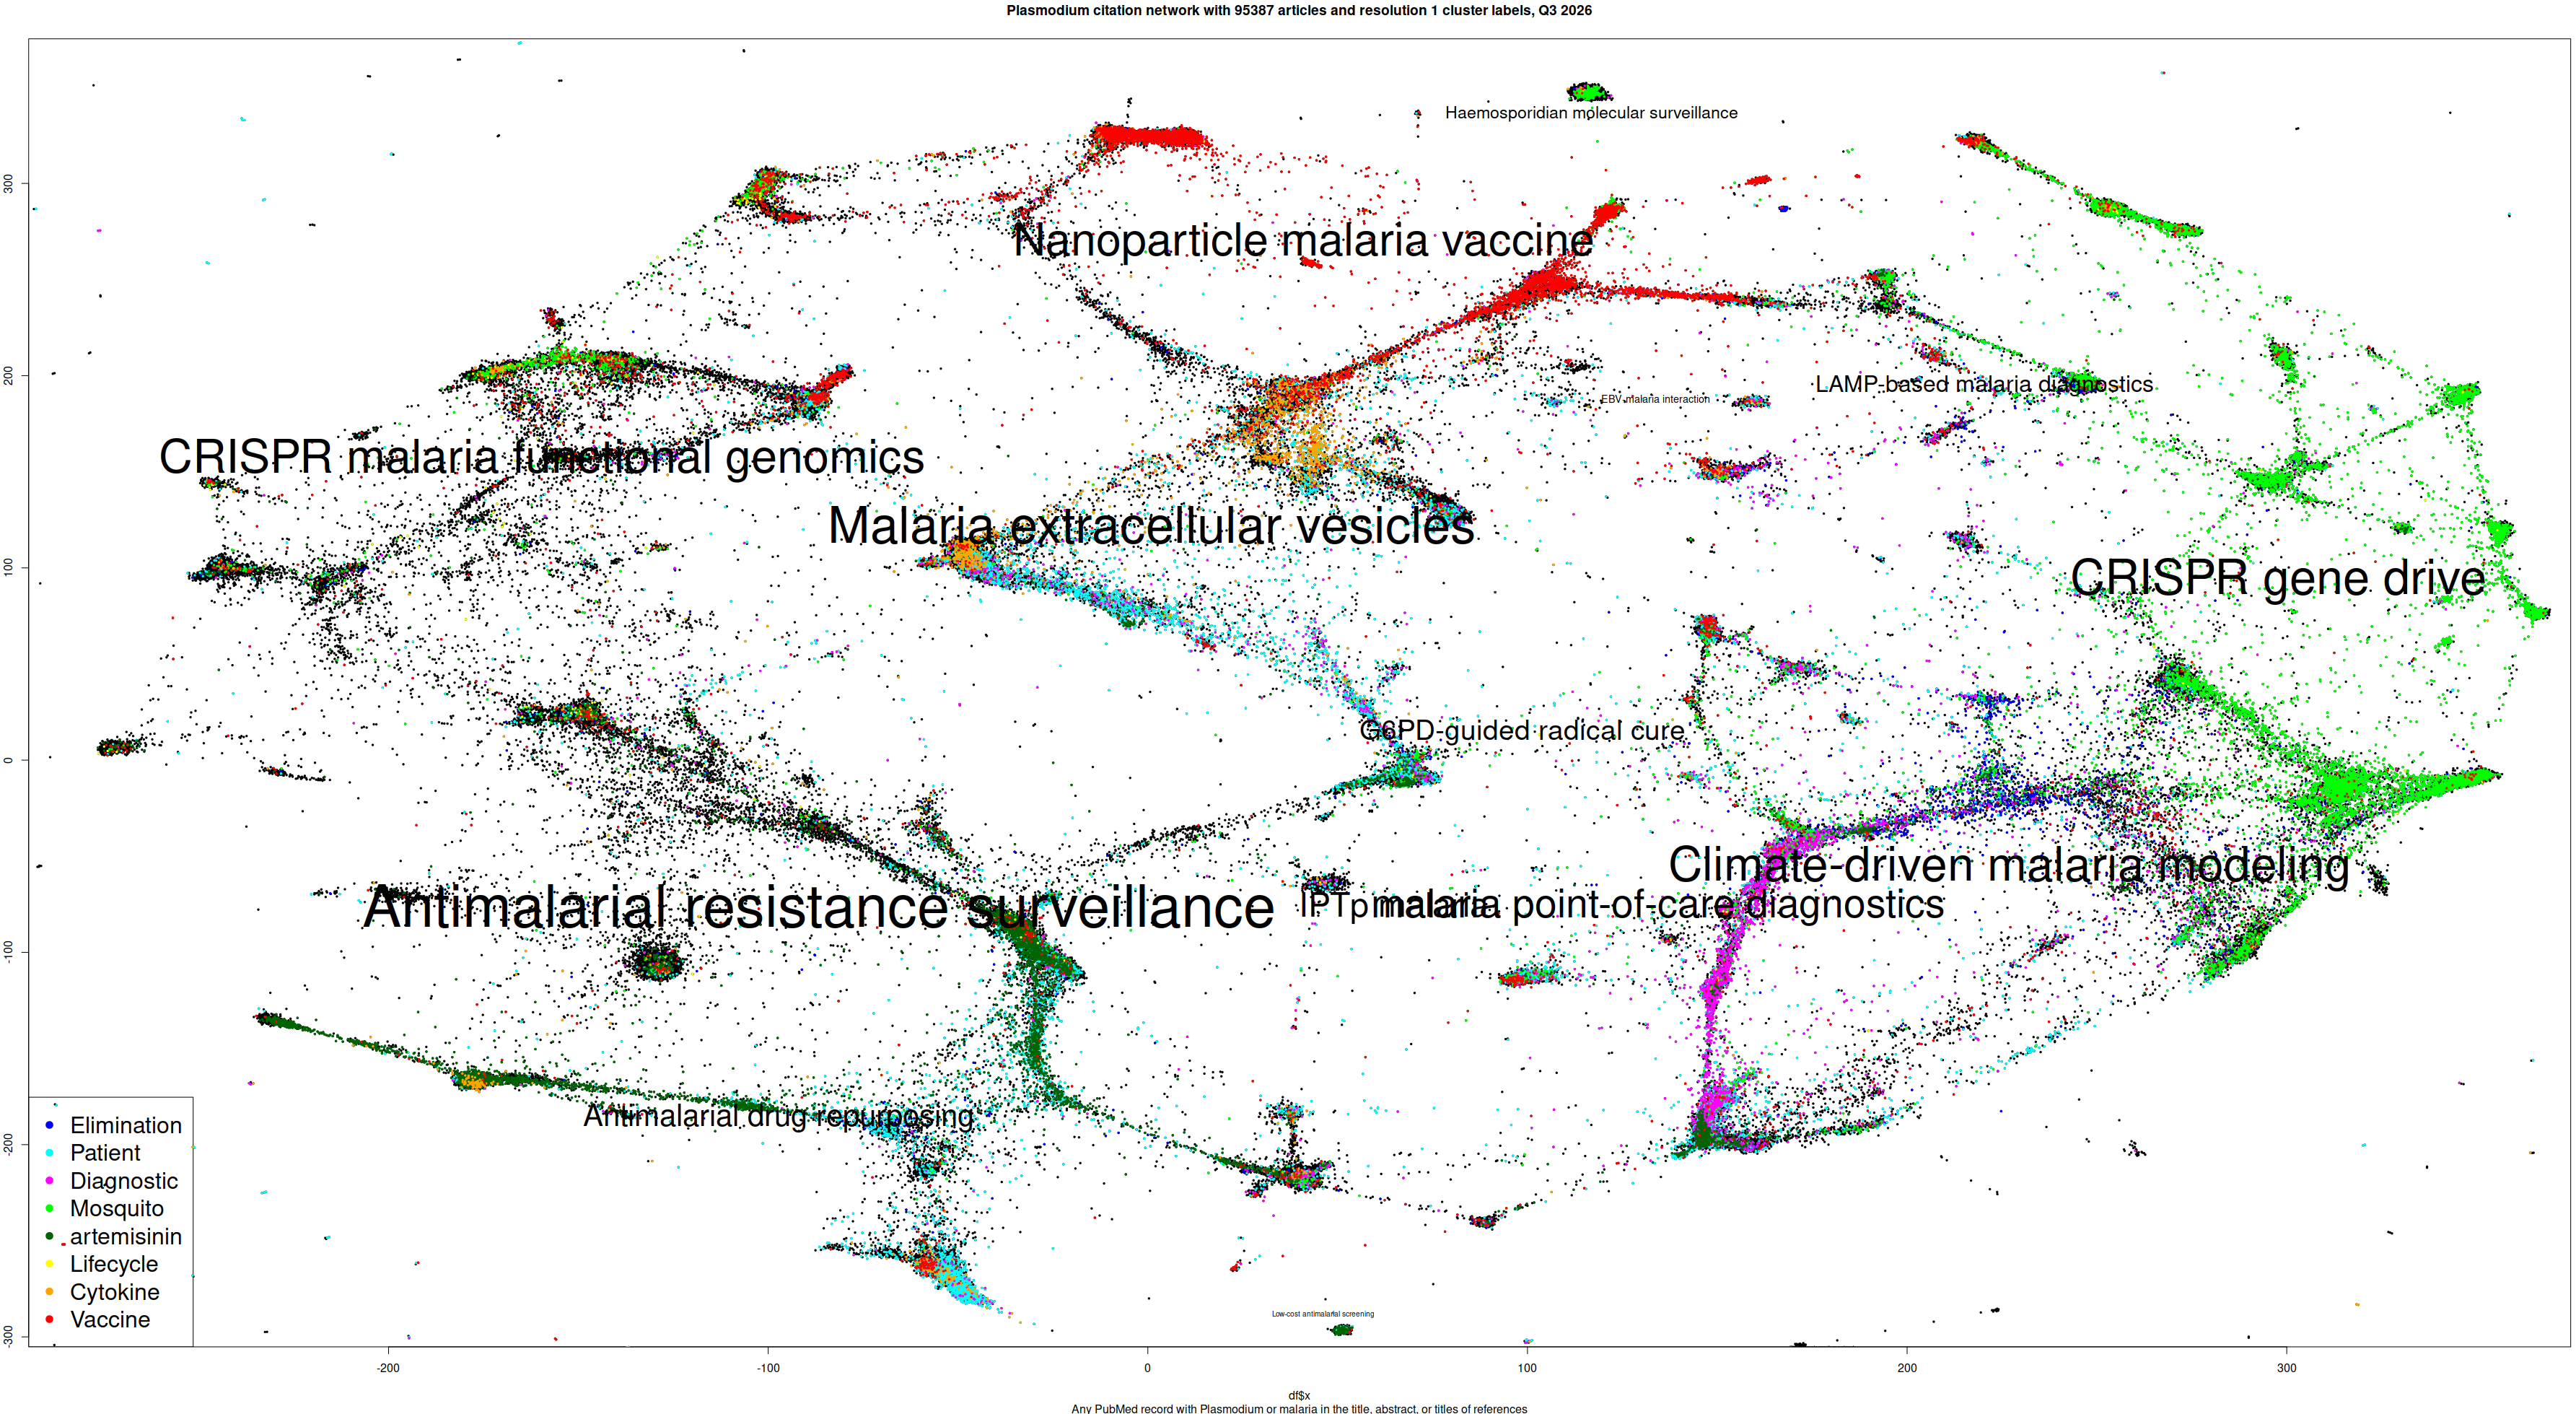 Plasmodium citation network with 95387 articles and resolution 1 cluster labels, Q3 2026
Haemosporidian molecular surveillance
Nanoparticle malaria vaccine
LAMP-based malaria diagnostics
EBV malaria interaction
CRISPR malaria functional genomics
Malaria extracellular vesicles
CRISPR gene drive
G6PD-guided radical cure
Climate-driven malaria modeling
Antimalarial resistance surveillance
IPTp malaria
malaria point-of-care diagnostics
Antimalarial drug repurposing
Low-cost antimalarial screening
Elimination
Patient
Diagnostic
Mosquito
artemisinin
Lifecycle
Cytokine
Vaccine
300
200
100
0
-100
-200
-300
-200
-100
0
100
200
300
df$x
Any PubMed record with Plasmodium or malaria in the title, abstract, or titles of references